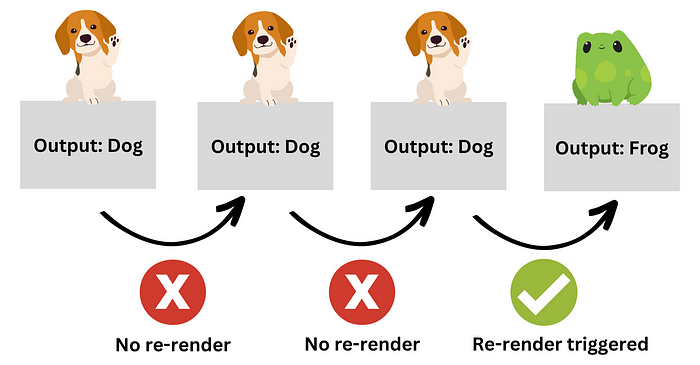 Output: Dog
Output: Dog
Output: Dog
Output: Frog
X
X
No re-render
No re-render
Re-render triggered